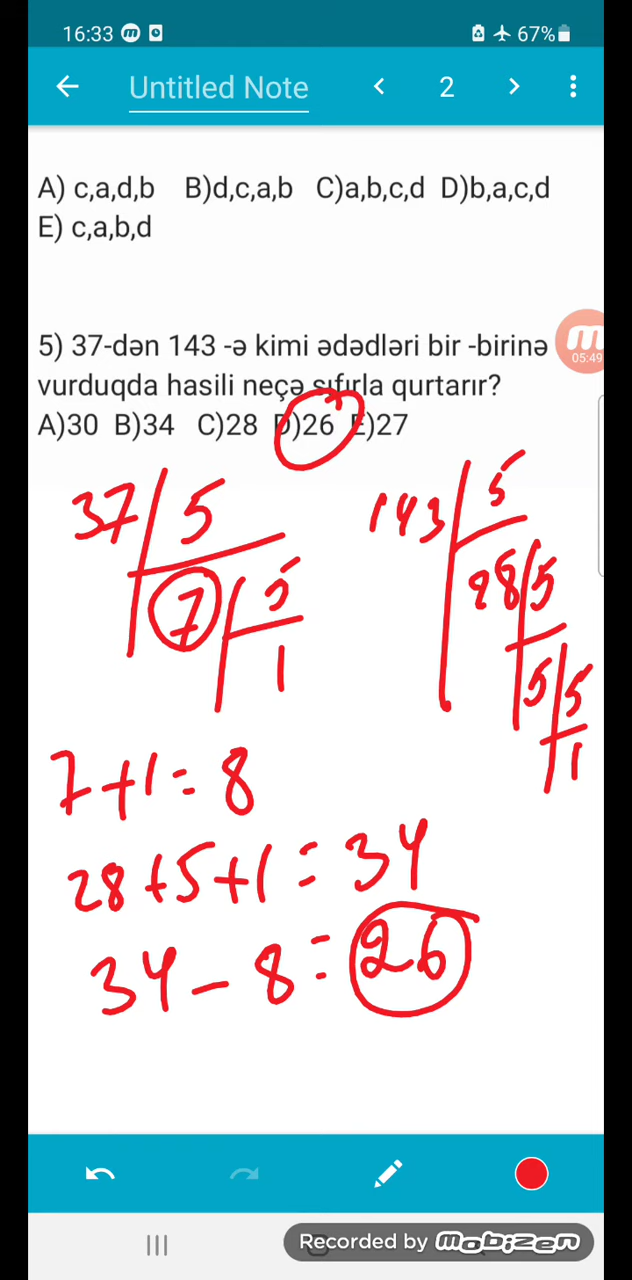 16:33 67%
Untitled Note < 2 >
A) c,a,d,b B)d,c,a,b C)a,b,c,d D)b,a,c,d
E) c,a,b,d
5) 37-dən 143 -ə kimi ədədləri bir -birinə
vurduqda hasili neçə sıfırla qurtarır?
A)30 B)34 C)28 D)26 E)27
05:49
37 5
7 5
1
143 5
28 5
5 5
1
7+1=8
28+5+1=34
34-8=26
Recorded by mobizen